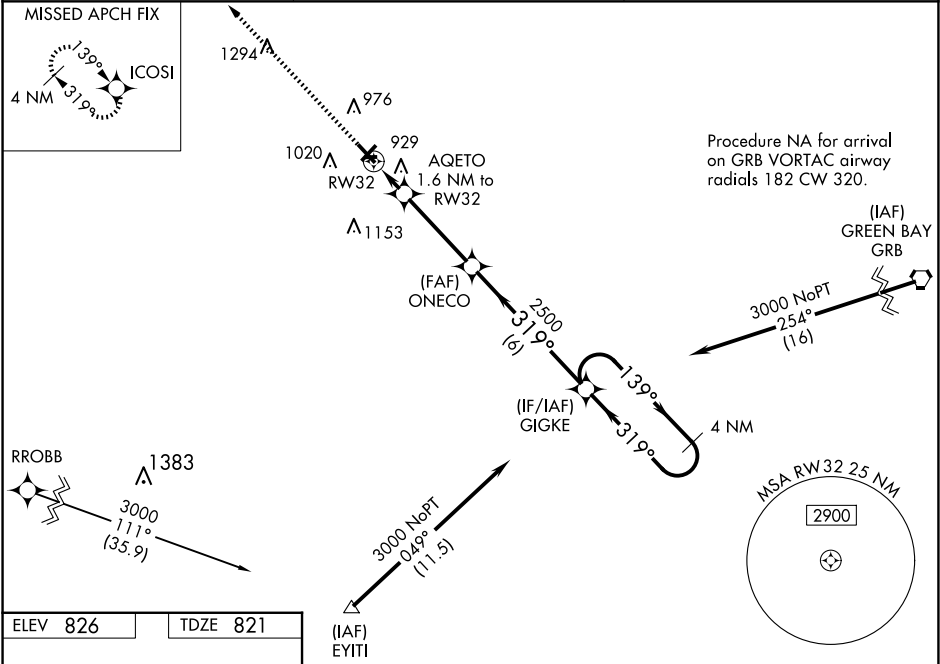 MISSED APCH FIX
139°
ICOSI
4 NM
319°
1294
976
929
1020
RW32
AQETO
1.6 NM to
RW32
1153
Procedure NA for arrival
on GRB VORTAC airway
radials 182 CW 320.
(IAF)
GREEN BAY
GRB
(FAF)
ONECO
3000 NoPT
254°
(16)
2500
319°
(6)
(IF/IAF)
GIGKE
139°
319°
4 NM
RROBB
1383
3000
111°
(35.9)
3000 NoPT
049°
(11.5)
(IAF)
EYITI
MSA RW32 25 NM
2900
ELEV 826
TDZE 821